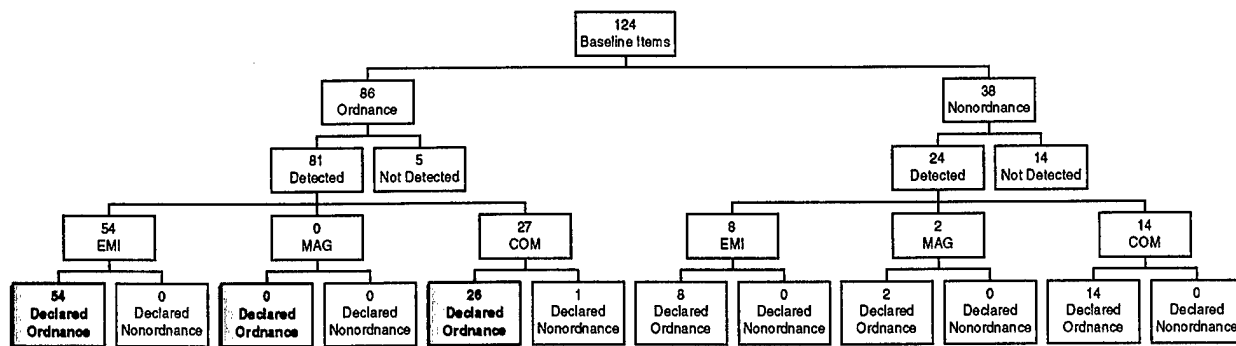 124
Baseline Items
86
Ordnance
38
Nonordnance
81
Detected
5
Not Detected
24
Detected
14
Not Detected
54
EMI
0
MAG
27
COM
8
EMI
2
MAG
14
COM
54
Declared
Ordnance
0
Declared
Nonordnance
0
Declared
Ordnance
0
Declared
Nonordnance
26
Declared
Ordnance
1
Declared
Nonordnance
8
Declared
Ordnance
0
Declared
Nonordnance
2
Declared
Ordnance
0
Declared
Nonordnance
14
Declared
Ordnance
0
Declared
Nonordnance